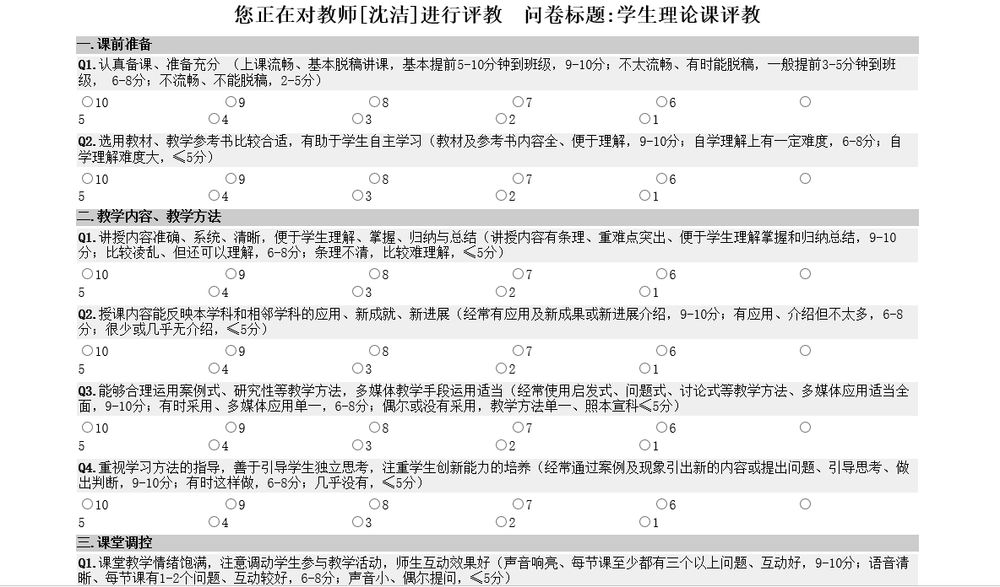 您正在对教师[沈洁]进行评教　问卷标题:学生理论课评教
一.课前准备
Q1.认真备课、准备充分 （上课流畅、基本脱稿讲课，基本提前5-10分钟到班级，9-10分；不太流畅、有时能脱稿，一般提前3-5分钟到班
级， 6-8分；不流畅、不能脱稿，2-5分）
10 9 8 7 6
5 4 3 2 1
Q2.选用教材、教学参考书比较合适，有助于学生自主学习（教材及参考书内容全、便于理解，9-10分；自学理解上有一定难度，6-8分；自
学理解难度大，≤5分）
10 9 8 7 6
5 4 3 2 1
二.教学内容、教学方法
Q1.讲授内容准确、系统、清晰，便于学生理解、掌握、归纳与总结（讲授内容有条理、重难点突出、便于学生理解掌握和归纳总结，9-10
分；比较凌乱、但还可以理解，6-8分；条理不清，比较难理解，≤5分）
10 9 8 7 6
5 4 3 2 1
Q2.授课内容能反映本学科和相邻学科的应用、新成就、新进展（经常有应用及新成果或新进展介绍，9-10分；有应用、介绍但不太多，6-8
分；很少或几乎无介绍，≤5分）
10 9 8 7 6
5 4 3 2 1
Q3.能够合理运用案例式、研究性等教学方法，多媒体教学手段运用适当（经常使用启发式、问题式、讨论式等教学方法、多媒体应用适当全
面，9-10分；有时采用、多媒体应用单一，6-8分；偶尔或没有采用，教学方法单一、照本宣科≤5分）
10 9 8 7 6
5 4 3 2 1
Q4.重视学习方法的指导，善于引导学生独立思考，注重学生创新能力的培养（经常通过案例及现象引出新的内容或提出问题、引导思考、做
出判断，9-10分；有时这样做，6-8分；几乎没有，≤5分）
10 9 8 7 6
5 4 3 2 1
三.课堂调控
Q1.课堂教学情绪饱满，注意调动学生参与教学活动，师生互动效果好（声音响亮、每节课至少都有三个以上问题、互动好，9-10分；语音清
晰、每节课有1-2个问题、互动较好，6-8分；声音小、偶尔提问，≤5分）